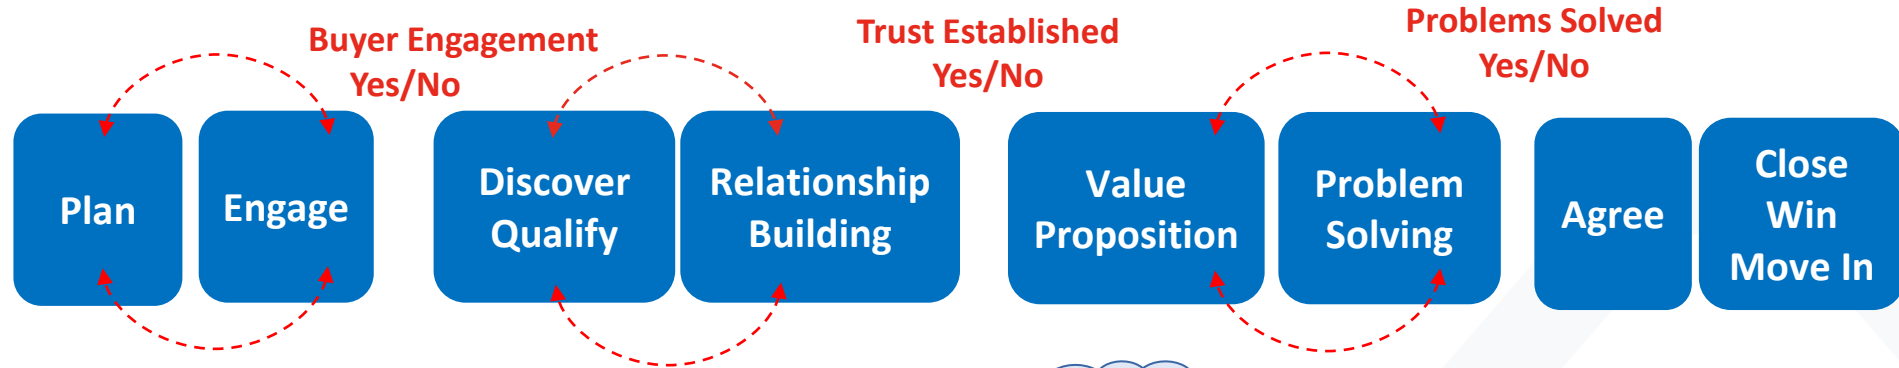 Buyer Engagement
Yes/No
Trust Established
Yes/No
Problems Solved
Yes/No
Plan
Engage
Discover
Qualify
Relationship
Building
Value
Proposition
Problem
Solving
Agree
Close
Win
Move In